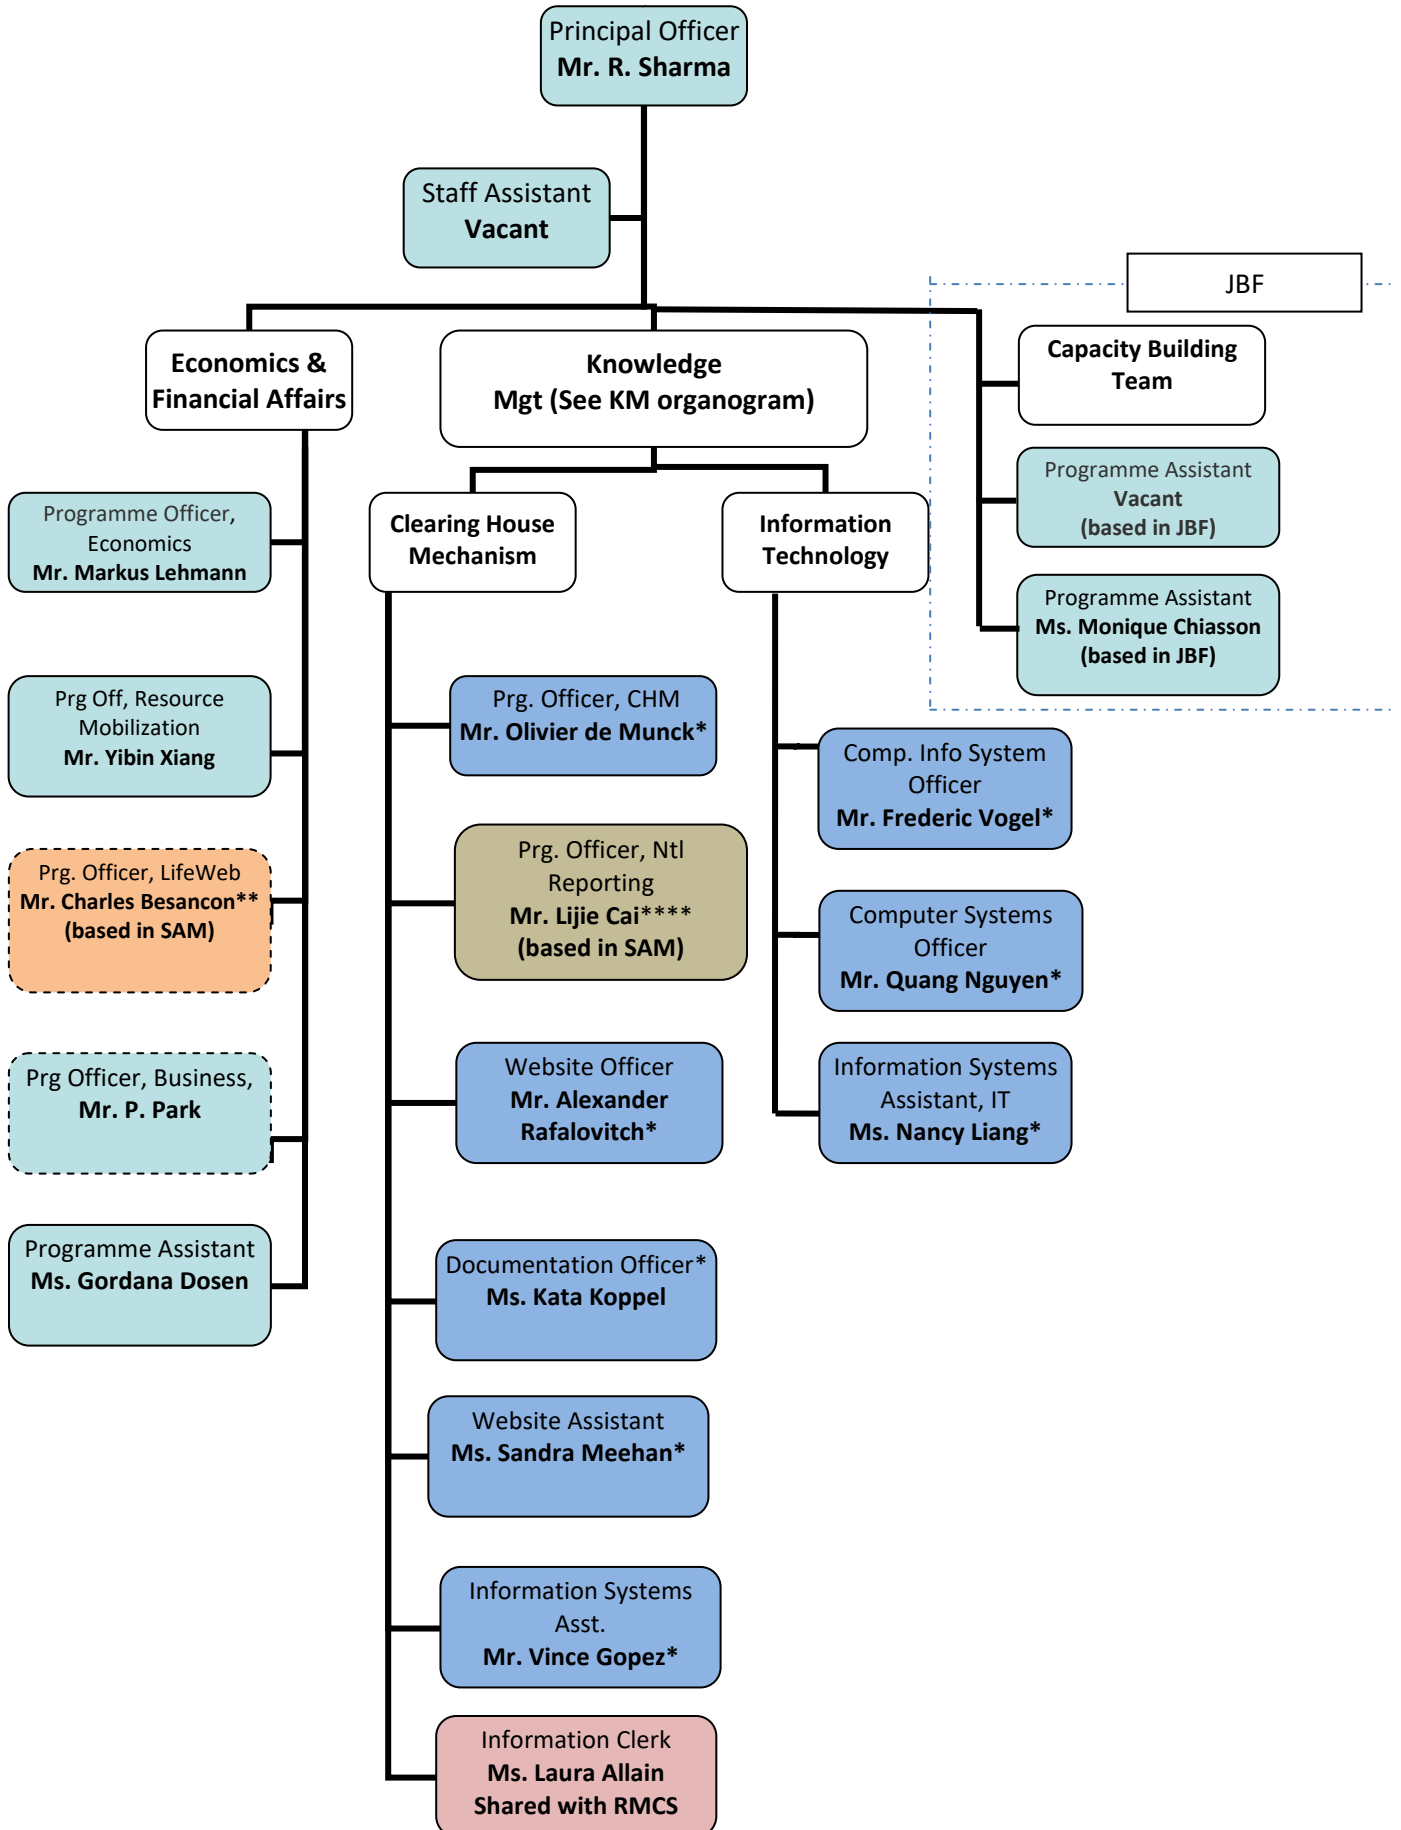 Principal Officer
Mr. R. Sharma
Staff Assistant
Vacant
JBF
Economics &
Financial Affairs
Knowledge
Mgt (See KM organogram)
Capacity Building
Team
Programme Assistant
Vacant
(based in JBF)
Programme Assistant
Ms. Monique Chiasson
(based in JBF)
Clearing House
Mechanism
Information
Technology
Programme Officer,
Economics
Mr. Markus Lehmann
Prg Off, Resource
Mobilization
Mr. Yibin Xiang
Prg. Officer, LifeWeb
Mr. Charles Besancon**
(based in SAM)
Prg Officer, Business,
Mr. P. Park
Programme Assistant
Ms. Gordana Dosen
Prg. Officer, CHM
Mr. Olivier de Munck*
Prg. Officer, Ntl
Reporting
Mr. Lijie Cai****
(based in SAM)
Website Officer
Mr. Alexander
Rafalovitch*
Documentation Officer*
Ms. Kata Koppel
Website Assistant
Ms. Sandra Meehan*
Information Systems
Asst.
Mr. Vince Gopez*
Information Clerk
Ms. Laura Allain
Shared with RMCS
Comp. Info System
Officer
Mr. Frederic Vogel*
Computer Systems
Officer
Mr. Quang Nguyen*
Information Systems
Assistant, IT
Ms. Nancy Liang*